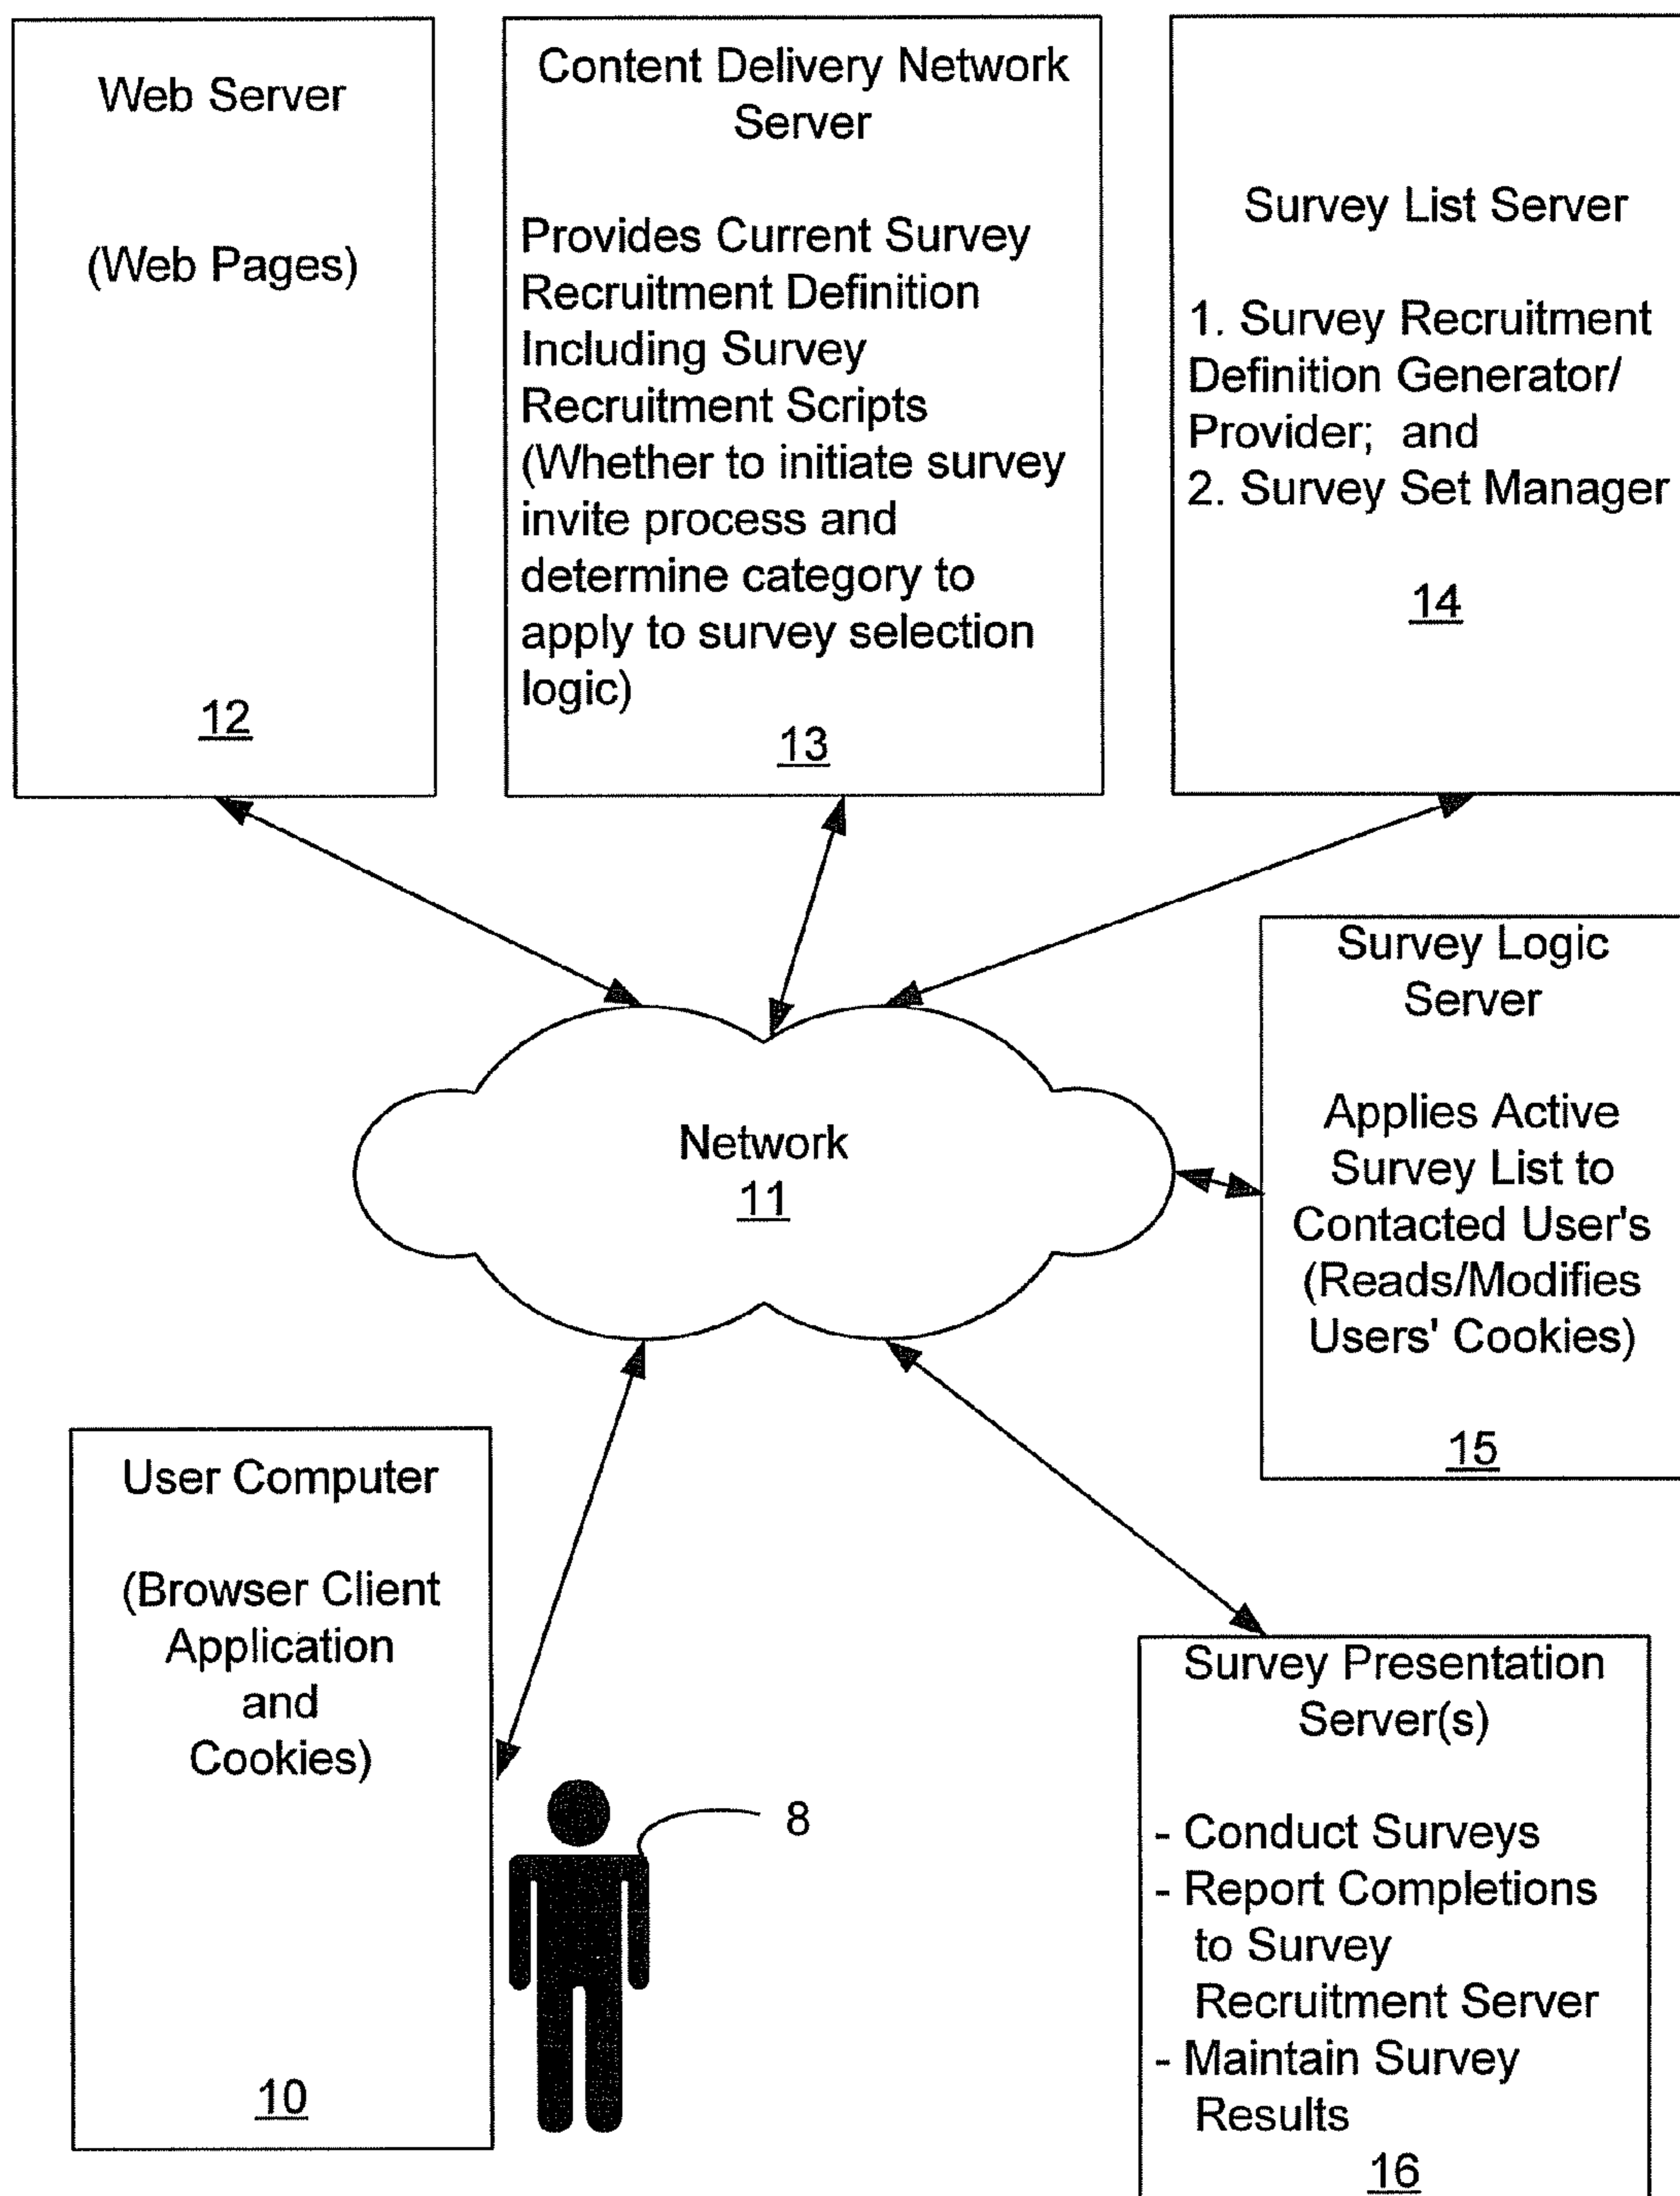 Web Server
(Web Pages)
12
Content Delivery Network
Server
Provides Current Survey
Recruitment Definition
Including Survey
Recruitment Scripts
(Whether to initiate survey
invite process and
determine category to
apply to survey selection
logic)
13
Survey List Server
1. Survey Recruitment
Definition Generator/
Provider; and
2. Survey Set Manager
14
Network
11
Survey Logic
Server
Applies Active
Survey List to
Contacted User's
(Reads/Modifies
Users' Cookies)
15
User Computer
(Browser Client
Application
and
Cookies)
10
8
Survey Presentation
Server(s)
- Conduct Surveys
- Report Completions
to Survey
Recruitment Server
- Maintain Survey
Results
16